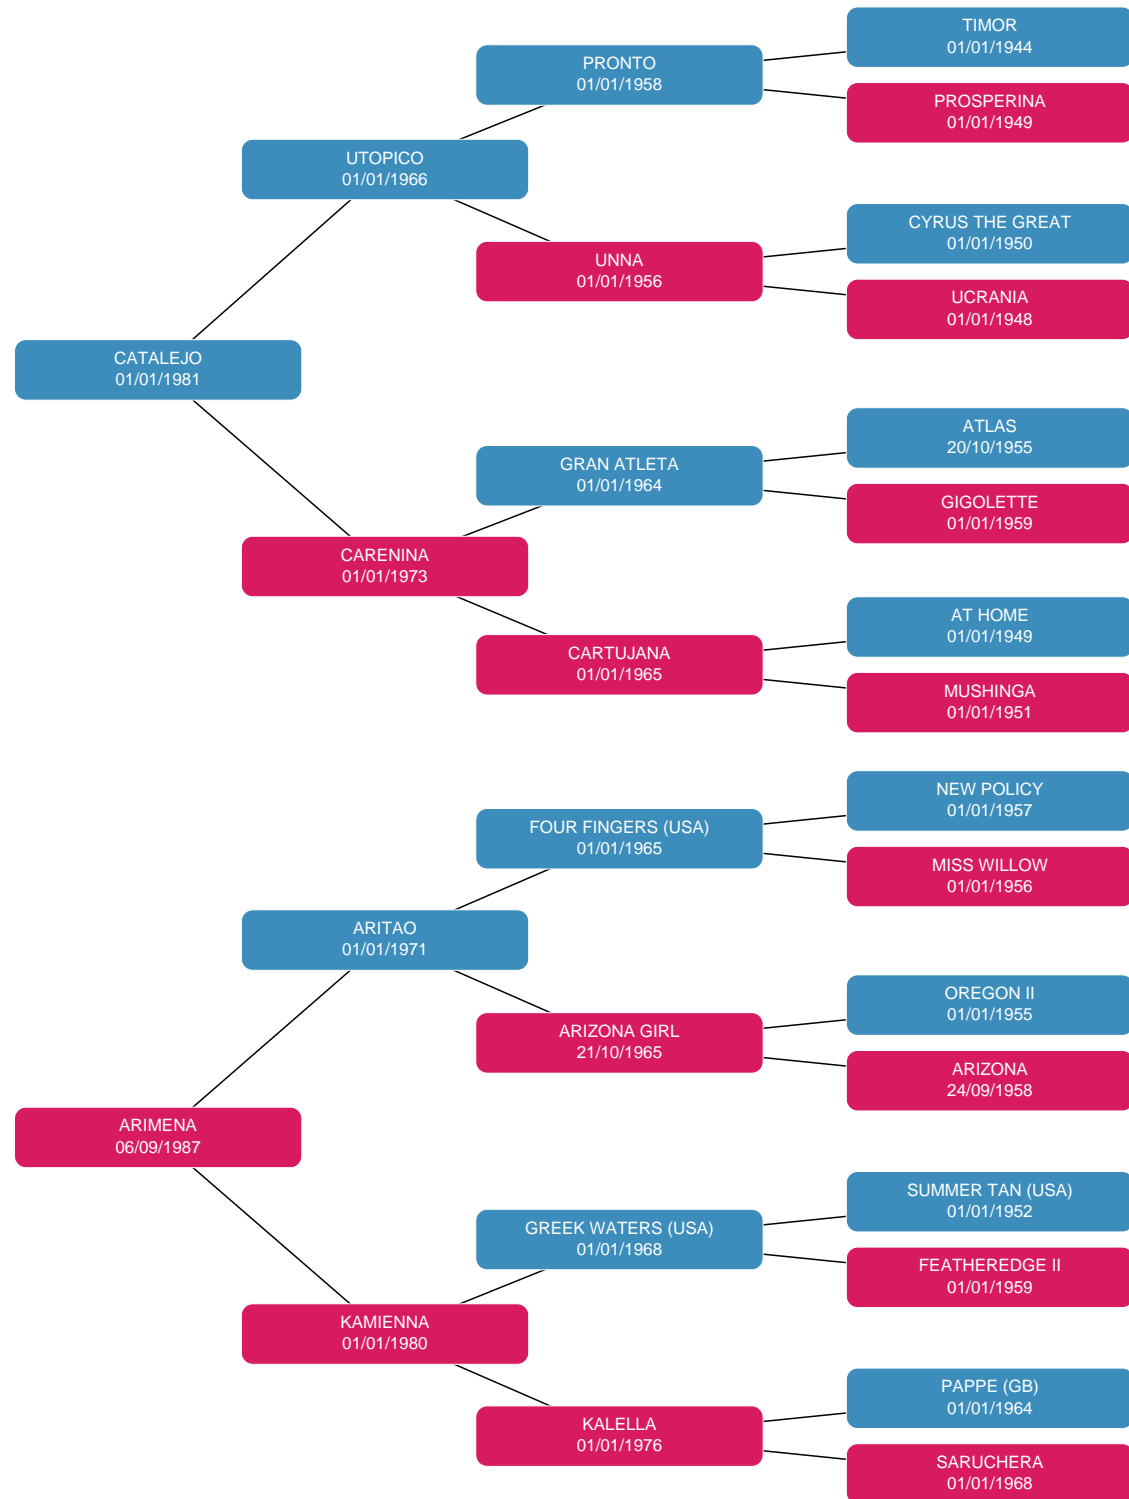 TIMOR
01/01/1944
PRONTO
01/01/1958
PROSPERINA
01/01/1949
UTOPICO
01/01/1966
CYRUS THE GREAT
01/01/1950
UNNA
01/01/1956
UCRANIA
01/01/1948
CATALEJO
01/01/1981
ATLAS
20/10/1955
GRAN ATLETA
01/01/1964
GIGOLETTE
01/01/1959
CARENINA
01/01/1973
AT HOME
01/01/1949
CARTUJANA
01/01/1965
MUSHINGA
01/01/1951
NEW POLICY
01/01/1957
FOUR FINGERS (USA)
01/01/1965
MISS WILLOW
01/01/1956
ARITAO
01/01/1971
OREGON II
01/01/1955
ARIZONA GIRL
21/10/1965
ARIZONA
24/09/1958
ARIMENA
06/09/1987
SUMMER TAN (USA)
01/01/1952
GREEK WATERS (USA)
01/01/1968
FEATHEREDGE II
01/01/1959
KAMIENNA
01/01/1980
PAPPE (GB)
01/01/1964
KALELLA
01/01/1976
SARUCHERA
01/01/1968